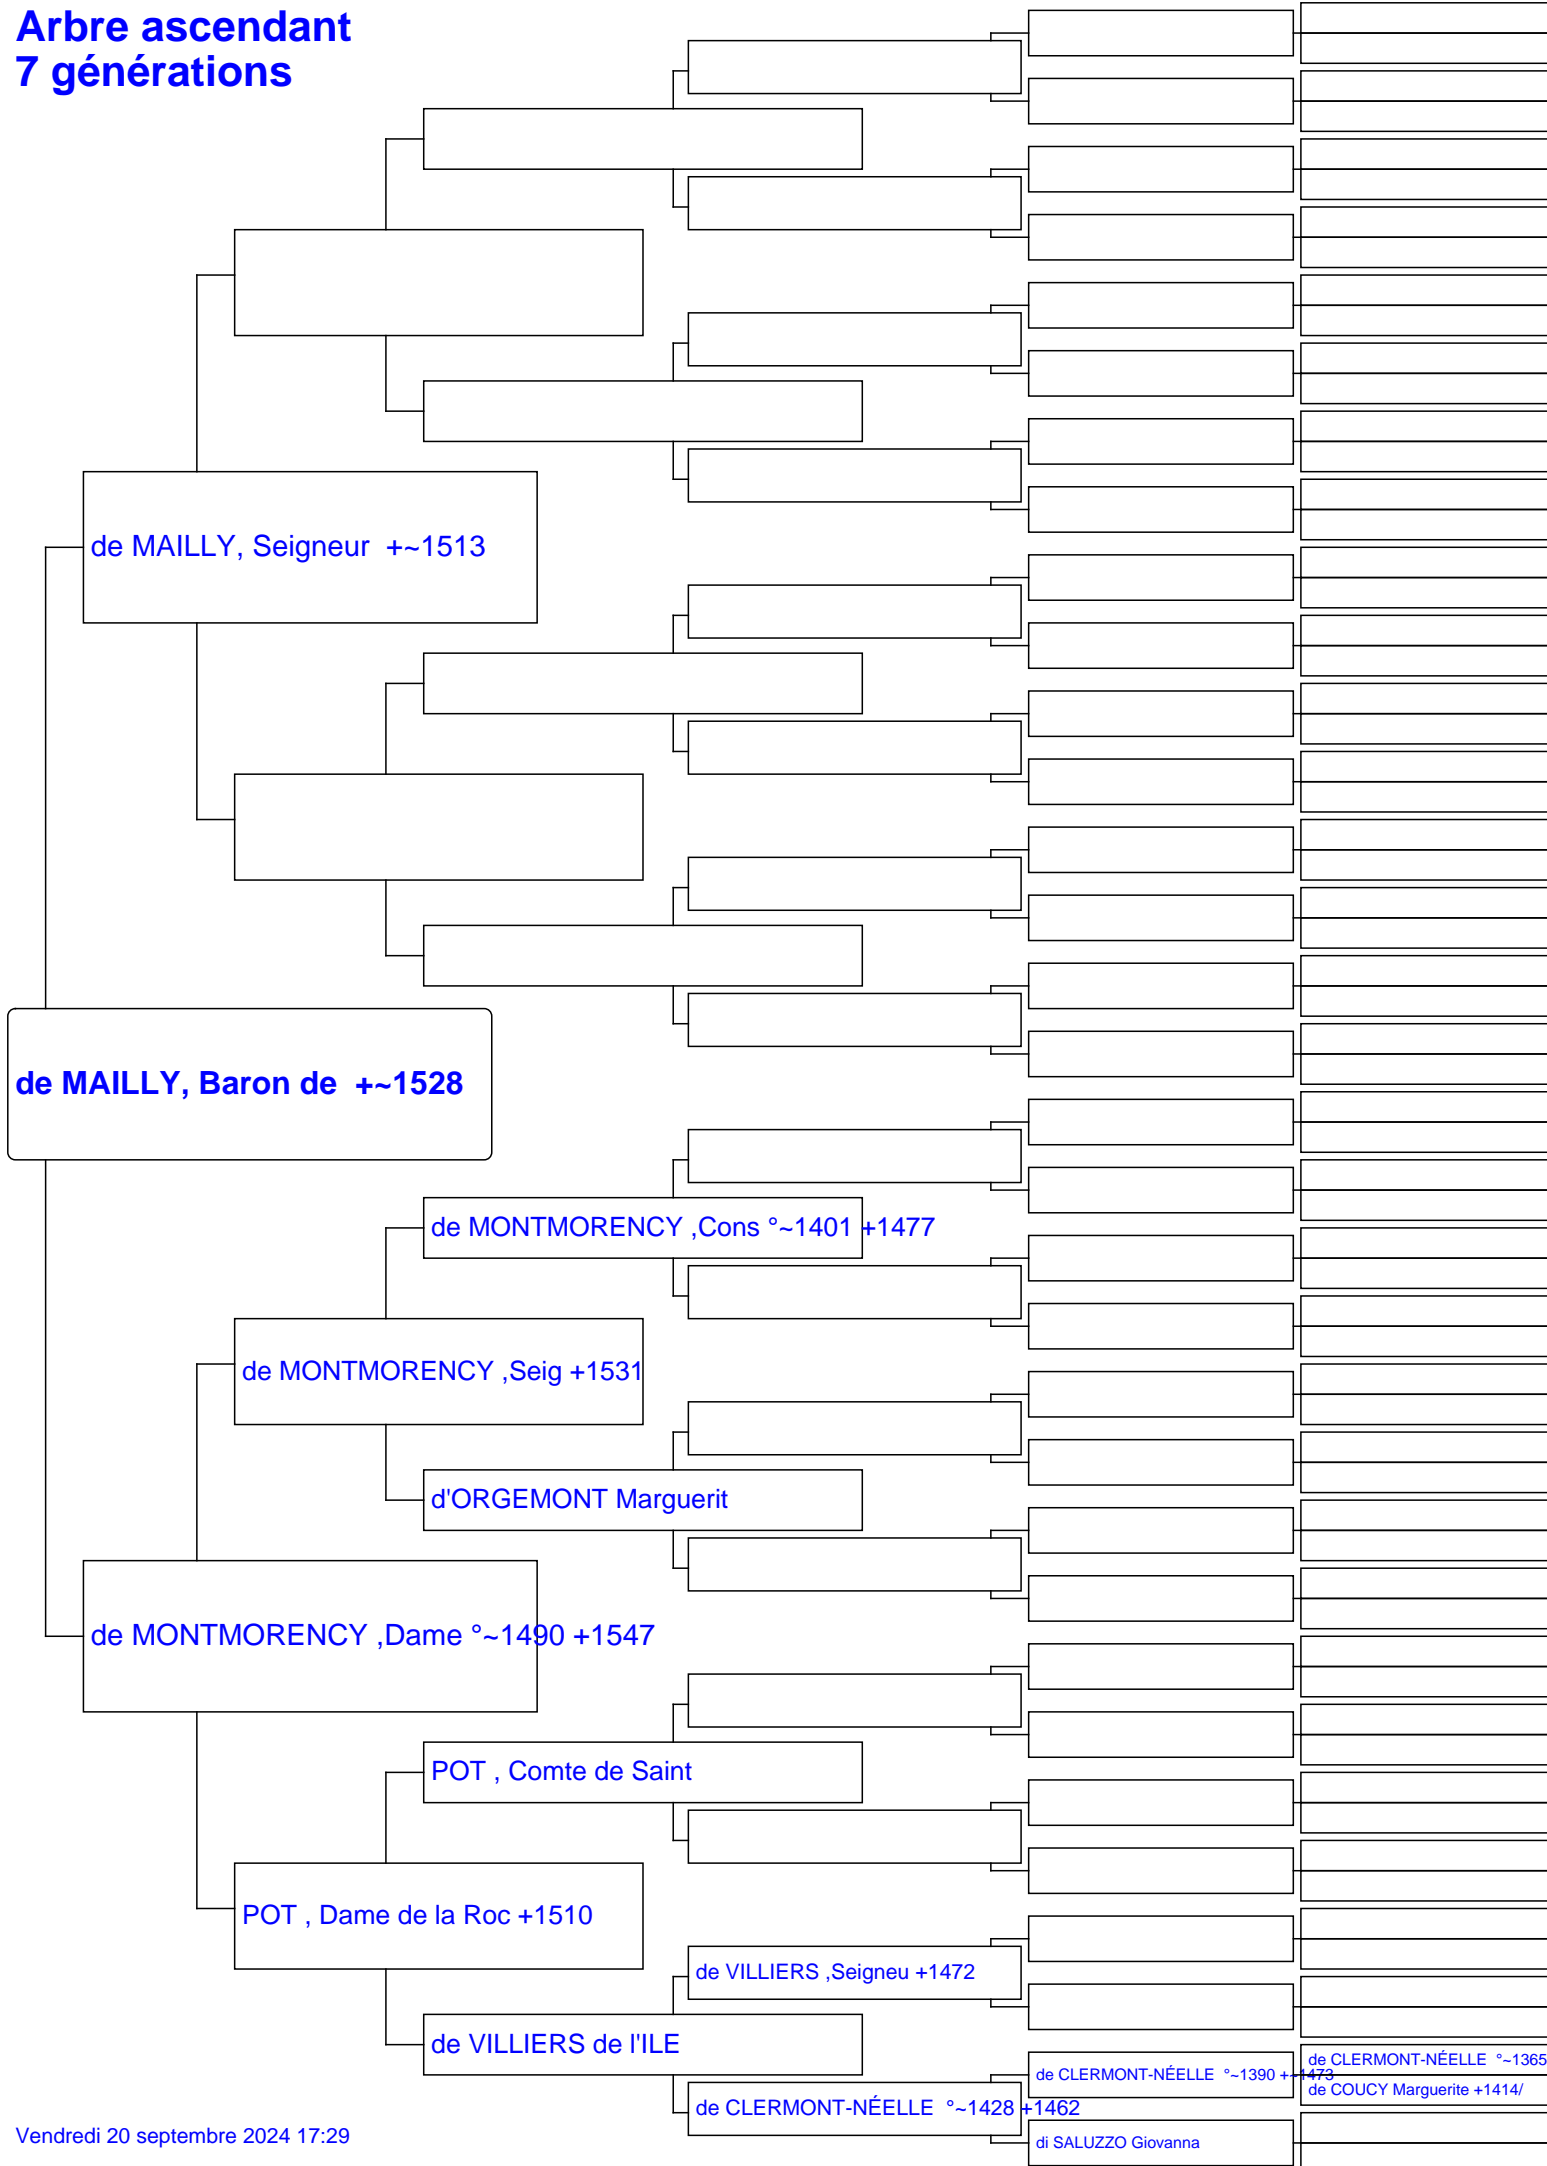 Arbre ascendant
7 générations
de MAILLY, Seigneur  +~1513
de MAILLY, Baron de  +~1528
de MONTMORENCY ,Cons °~1401 +1477
de MONTMORENCY ,Seig +1531
d'ORGEMONT Marguerit
de MONTMORENCY ,Dame °~1490 +1547
POT , Comte de Saint
POT , Dame de la Roc +1510
de VILLIERS ,Seigneu +1472
de VILLIERS de l'ILE
de CLERMONT-NÉELLE  °~1365
de CLERMONT-NÉELLE  °~1390 +~1473
de COUCY Marguerite +1414/
de CLERMONT-NÉELLE  °~1428 +1462
di SALUZZO Giovanna
Vendredi 20 septembre 2024 17:29